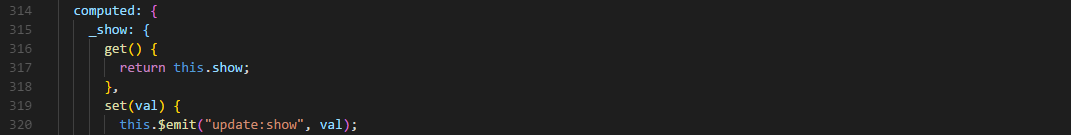 314 computed: {
315 _show: {
316 get() {
317 return this.show;
318 },
319 set(val) {
320 this.$emit("update:show", val);